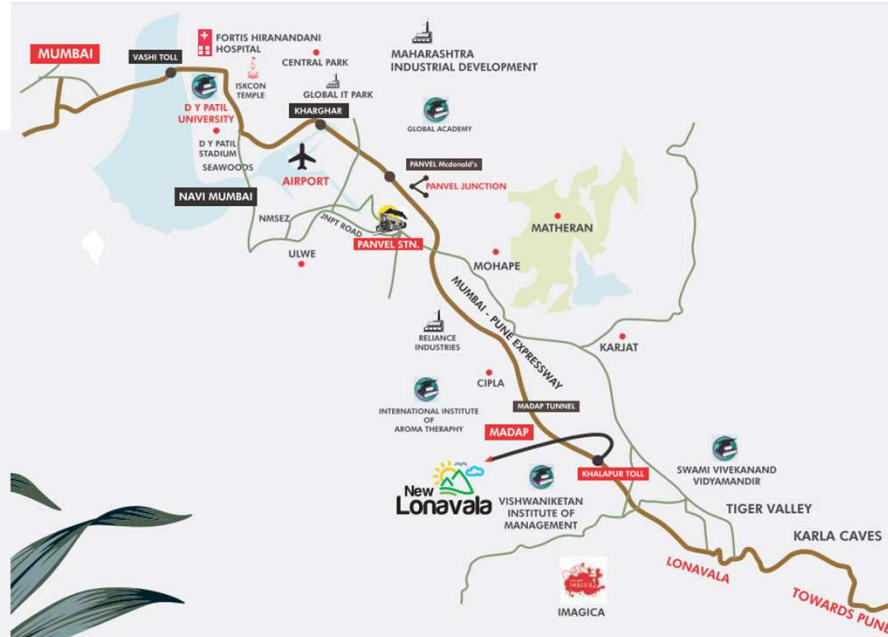 MUMBAI
VASHI TOLL
FORTIS HIRANANDANI
HOSPITAL
ISKCON
TEMPLE
CENTRAL PARK
GLOBAL IT PARK
MAHARASHTRA
INDUSTRIAL DEVELOPMENT
D Y PATIL
UNIVERSITY
KHARGHAR
GLOBAL ACADEMY
D Y PATIL
STADIUM
SEAWOODS
AIRPORT
PANVEL Mcdonald's
PANVEL JUNCTION
NAVI MUMBAI
NMSEZ
JNPT ROAD
PANVEL STN.
ULWE
MATHERAN
MOHAPE
MUMBAI - PUNE EXPRESSWAY
RELIANCE
INDUSTRIES
KARJAT
CIPLA
INTERNATIONAL INSTITUTE
OF AROMA THERAPHY
MADAP TUNNEL
MADAP
KHALAPUR TOLL
New
Lonavala
VISHWANIKETAN
INSTITUTE OF
MANAGEMENT
SWAMI VIVEKANAND
VIDYAMANDIR
TIGER VALLEY
KARLA CAVES
LONAVALA
TOWARDS PUNE
IMAGICA